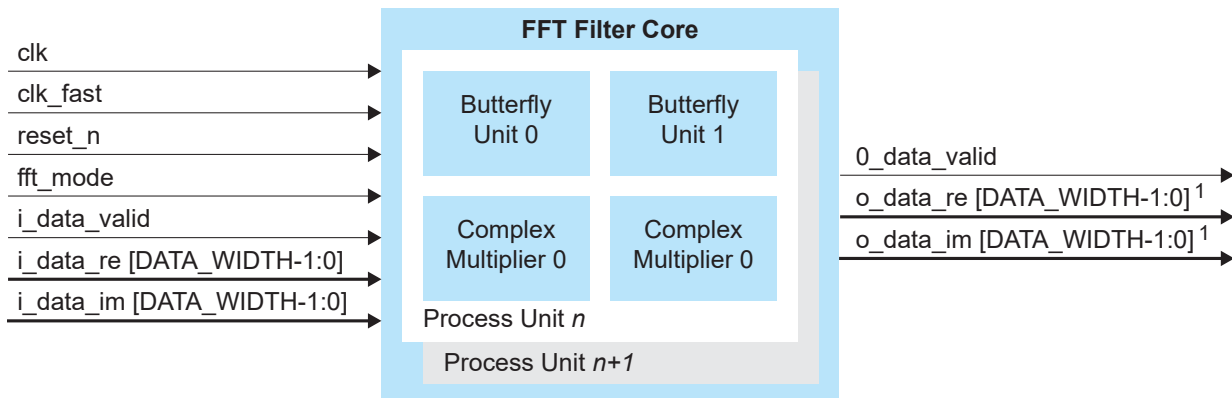 FFT Filter Core
clk
clk_fast
reset_n
fft_mode
i_data_valid
i_data_re [DATA_WIDTH-1:0]
i_data_im [DATA_WIDTH-1:0]
Butterfly
Unit 0
Butterfly
Unit 1
Complex
Multiplier 0
Complex
Multiplier 0
Process Unit n
Process Unit n+1
0_data_valid
o_data_re [DATA_WIDTH-1:0] 1
o_data_im [DATA_WIDTH-1:0] 1